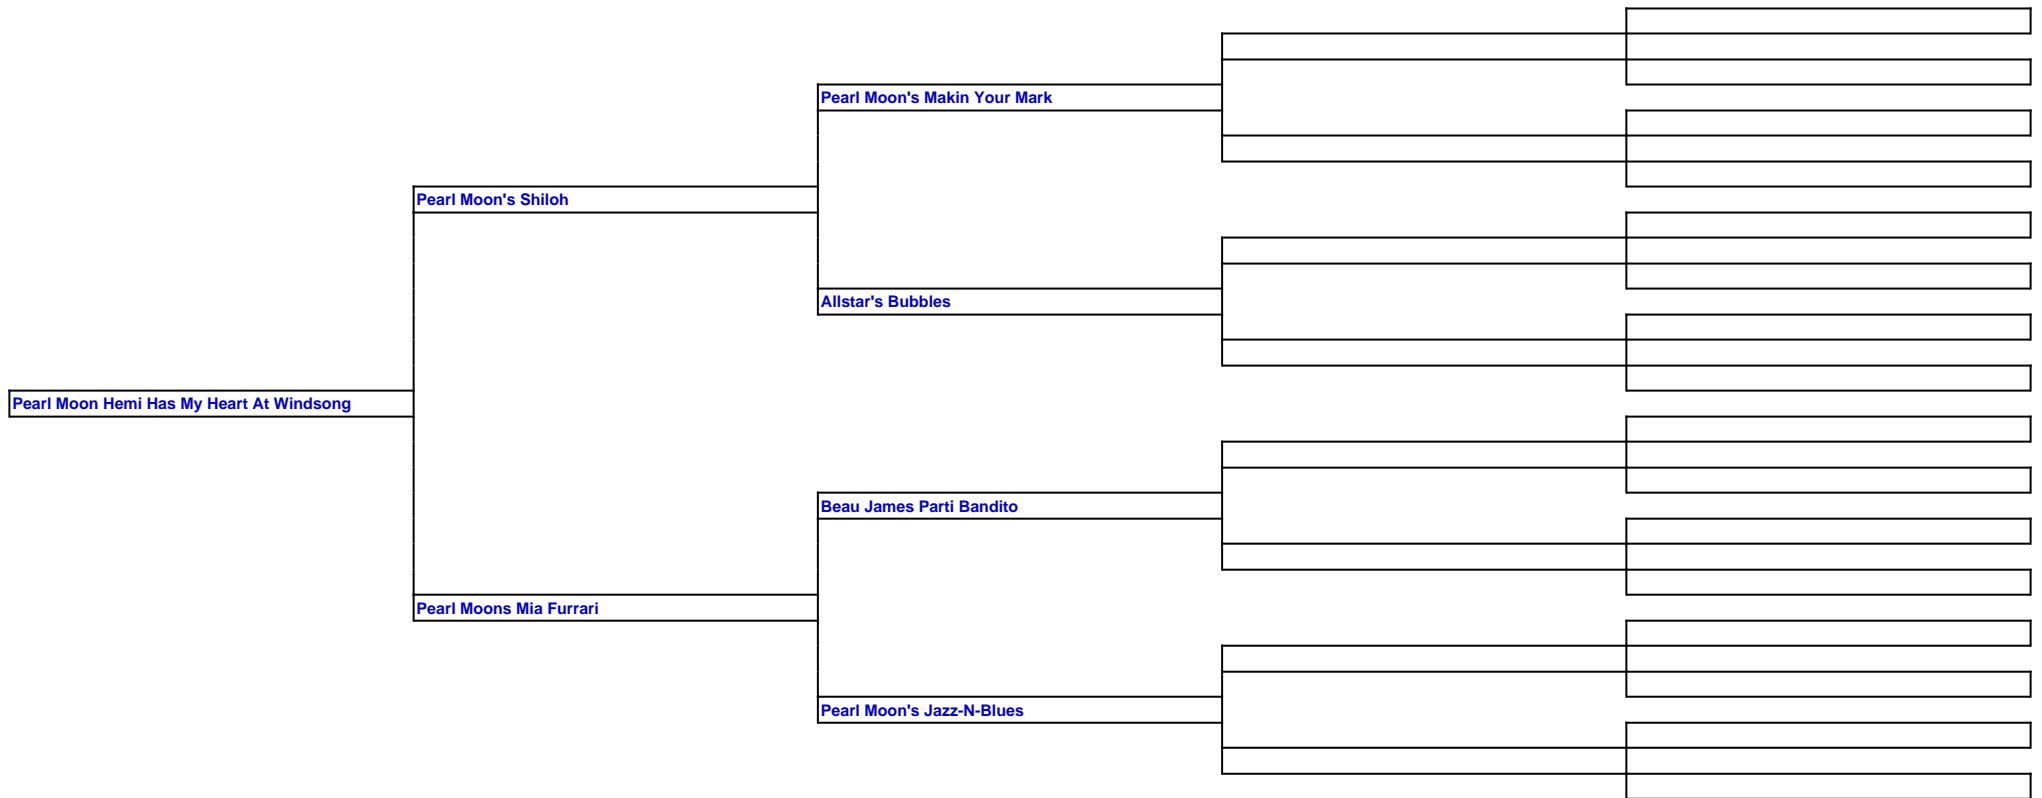 Pearl Moon's Makin Your Mark
Pearl Moon's Shiloh
Allstar's Bubbles
Pearl Moon Hemi Has My Heart At Windsong
Beau James Parti Bandito
Pearl Moons Mia Furrari
Pearl Moon's Jazz-N-Blues